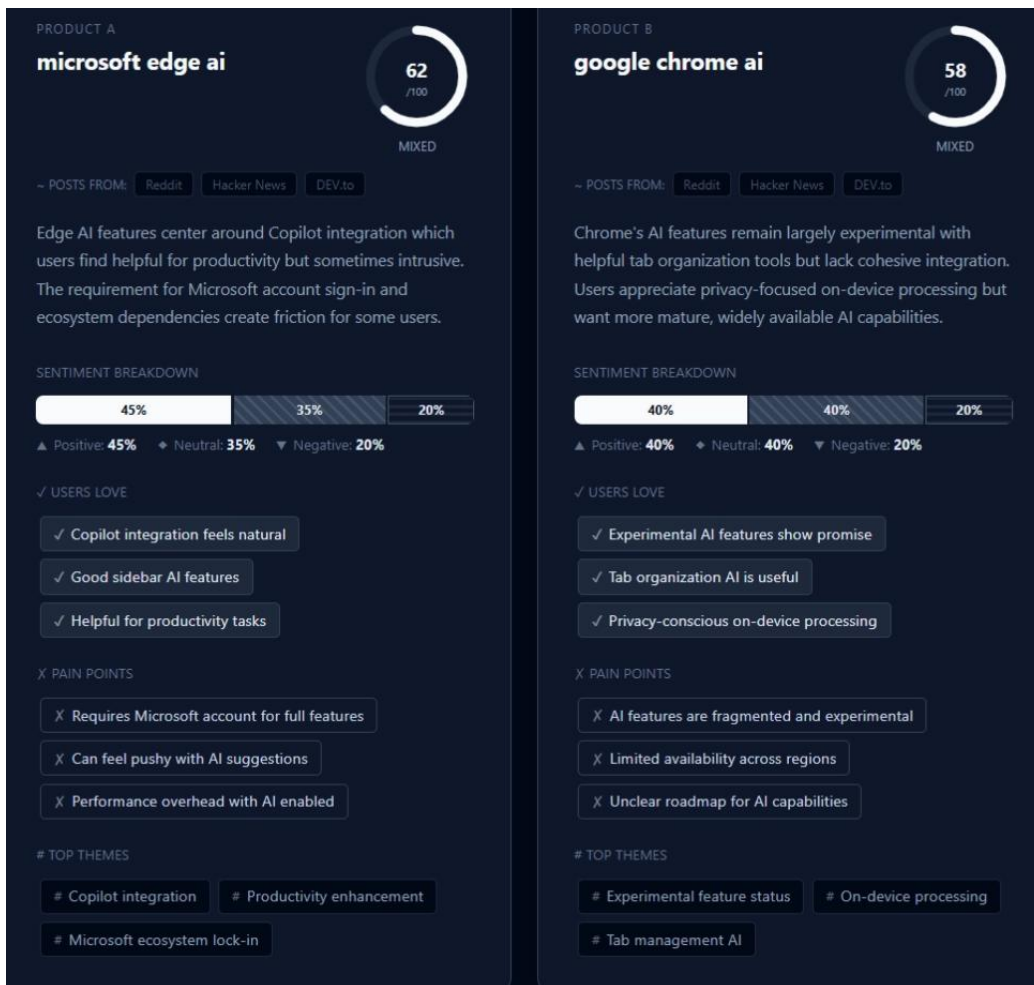 PRODUCT A
microsoft edge ai
62
/100
MIXED
~ POSTS FROM: Reddit Hacker News DEV.to
Edge AI features center around Copilot integration which
users find helpful for productivity but sometimes intrusive.
The requirement for Microsoft account sign-in and
ecosystem dependencies create friction for some users.
SENTIMENT BREAKDOWN
45% 35% 20%
▲ Positive: 45% ◆ Neutral: 35% ▼ Negative: 20%
✓ USERS LOVE
✓ Copilot integration feels natural
✓ Good sidebar AI features
✓ Helpful for productivity tasks
✗ PAIN POINTS
✗ Requires Microsoft account for full features
✗ Can feel pushy with AI suggestions
✗ Performance overhead with AI enabled
# TOP THEMES
# Copilot integration # Productivity enhancement
# Microsoft ecosystem lock-in
PRODUCT B
google chrome ai
58
/100
MIXED
~ POSTS FROM: Reddit Hacker News DEV.to
Chrome's AI features remain largely experimental with
helpful tab organization tools but lack cohesive integration.
Users appreciate privacy-focused on-device processing but
want more mature, widely available AI capabilities.
SENTIMENT BREAKDOWN
40% 40% 20%
▲ Positive: 40% ◆ Neutral: 40% ▼ Negative: 20%
✓ USERS LOVE
✓ Experimental AI features show promise
✓ Tab organization AI is useful
✓ Privacy-conscious on-device processing
✗ PAIN POINTS
✗ AI features are fragmented and experimental
✗ Limited availability across regions
✗ Unclear roadmap for AI capabilities
# TOP THEMES
# Experimental feature status # On-device processing
# Tab management AI